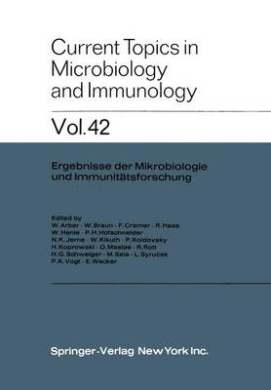 Current Topics in
Microbiology
and Immunology
Vol.42
Ergebnisse der Mikrobiologie
und Immunitätsforschung
Edited by
W. Arber · W. Braun · F. Cramer · R. Haas
W. Henle · P. H. Hofschneider
N. K. Jerne · W. Kikuth · P. Koldovsky
H. Koprowski · O. Maaløe · R. Rott
H. G. Schweiger · M. Sela · L. Syruček
P. K. Vogt · E. Wecker
Springer-Verlag New York Inc.